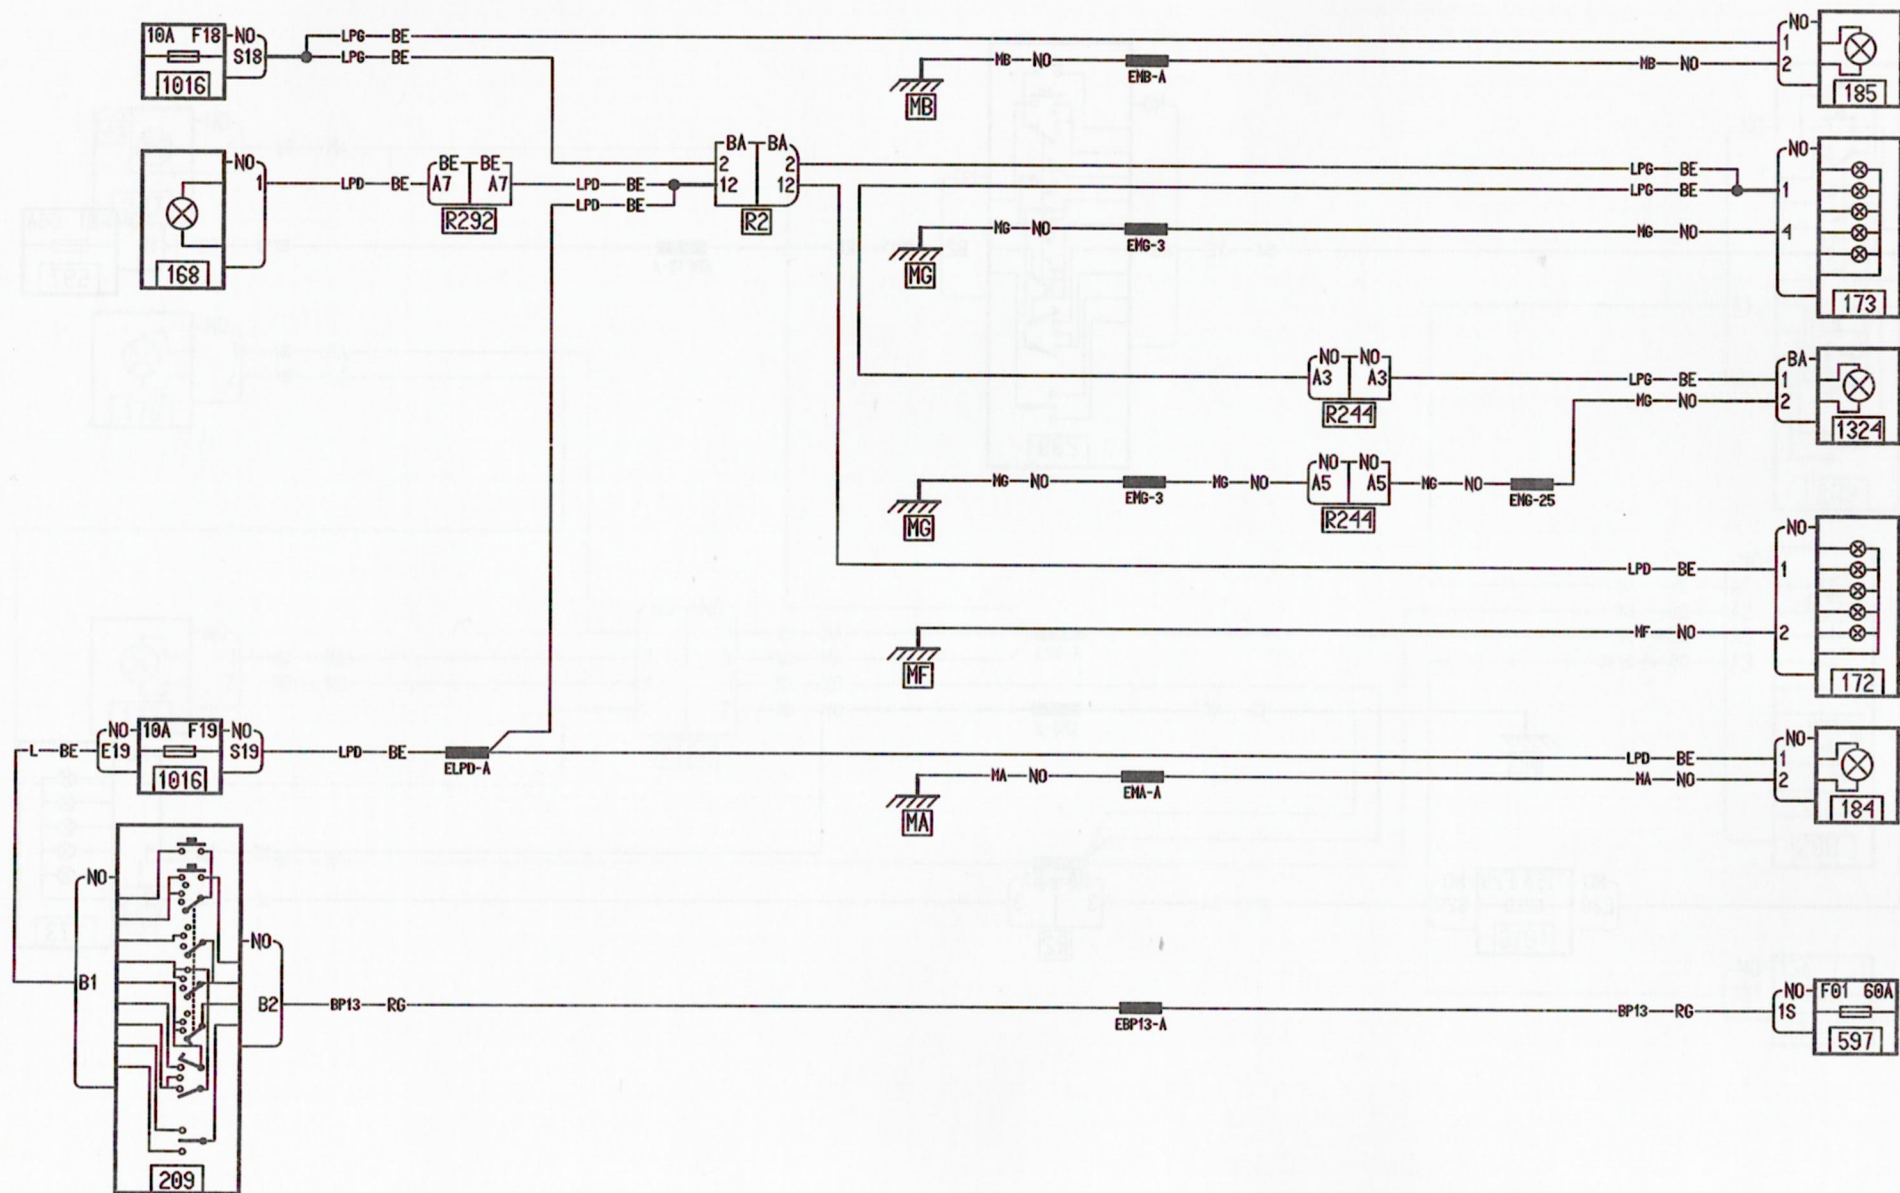 10A F18 NO
S18
1016
LPG BE
LPG BE
NO
1
2
185
MB NO
EMB-A
MB NO
MB
NO
1
168
LPD BE
BE BE
A7 A7
R292
LPD BE
LPD BE
BA BA
2 2
12 12
R2
LPG BE
LPG BE
NO
1
4
173
MG NO
EMG-3
MG NO
MG
NO NO
A3 A3
R244
LPG BE
MG NO
BA
1
2
1324
MG NO
EMG-3
MG NO
NO NO
A5 A5
R244
MG NO
EMG-25
MG
LPD BE
NO
1
2
172
MF NO
MF
L BE
NO 10A F19 NO
E19 S19
1016
LPD BE
ELPD-A
LPD BE
NO
1
2
184
MA NO
EMA-A
MA NO
MA
NO
B1
NO
B2
209
BP13 RG
EBP13-A
BP13 RG
NO
1S
F01 60A
597